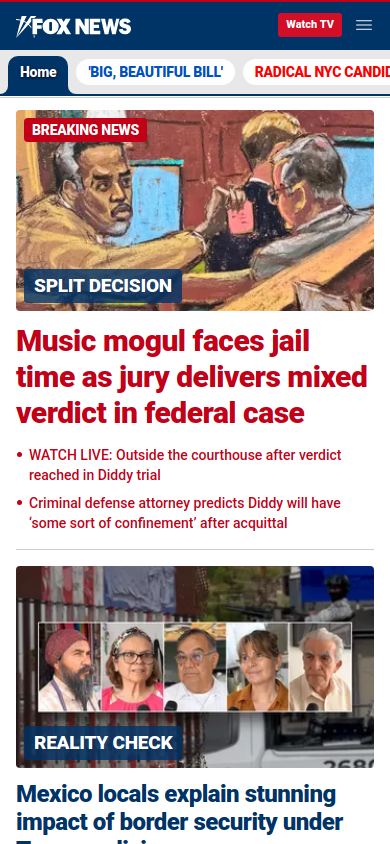 FOX NEWS
Watch TV
Home
'BIG, BEAUTIFUL BILL'
RADICAL NYC
BREAKING NEWS
SPLIT DECISION
Music mogul faces jail
time as jury delivers mixed
verdict in federal case
• WATCH LIVE: Outside the courthouse after verdict
reached in Diddy trial
• Criminal defense attorney predicts Diddy will have
‘some sort of confinement’ after acquittal
REALITY CHECK
Mexico locals explain stunning
impact of border security under